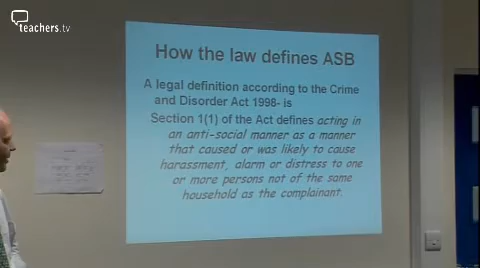 teachers.tv
How the law defines ASB
A legal definition according to the Crime
and Disorder Act 1998- is
Section 1(1) of the Act defines acting in
an anti-social manner as a manner
that caused or was likely to cause
harassment, alarm or distress to one
or more persons not of the same
household as the complainant.